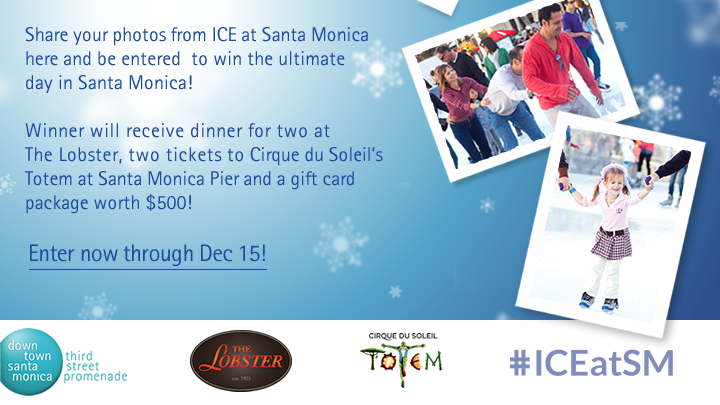 Share your photos from ICE at Santa Monica
here and be entered to win the ultimate
day in Santa Monica!
Winner will receive dinner for two at
The Lobster, two tickets to Cirque du Soleil's
Totem at Santa Monica Pier and a gift card
package worth $500!
Enter now through Dec 15!
down
town
santa
monica
third
street
promenade
THE
LOBSTER
est. 1923
CIRQUE DU SOLEIL
TOTEM
#ICEatSM